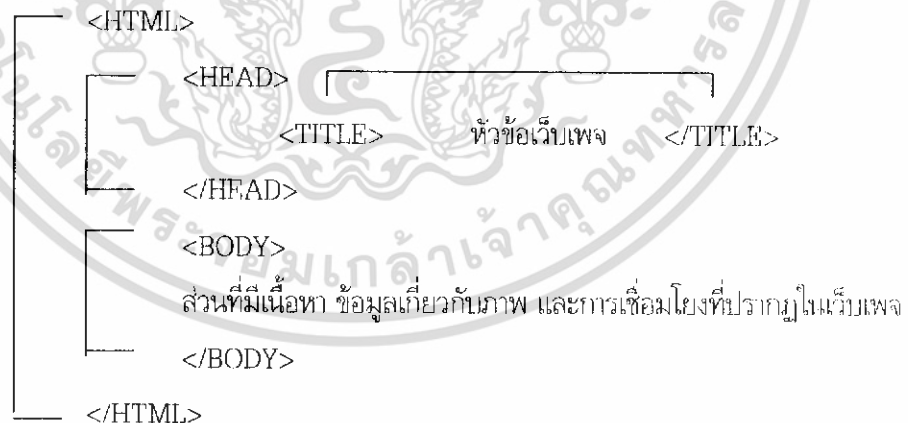 <HTML>
<HEAD>
<TITLE> หัวข้อเว็บเพจ </TITLE>
</HEAD>
<BODY>
ส่วนที่มีเนื้อหา ข้อมูลเกี่ยวกับภาพ และการเชื่อมโยงที่ปรากฏในเว็บเพจ
</BODY>
</HTML>